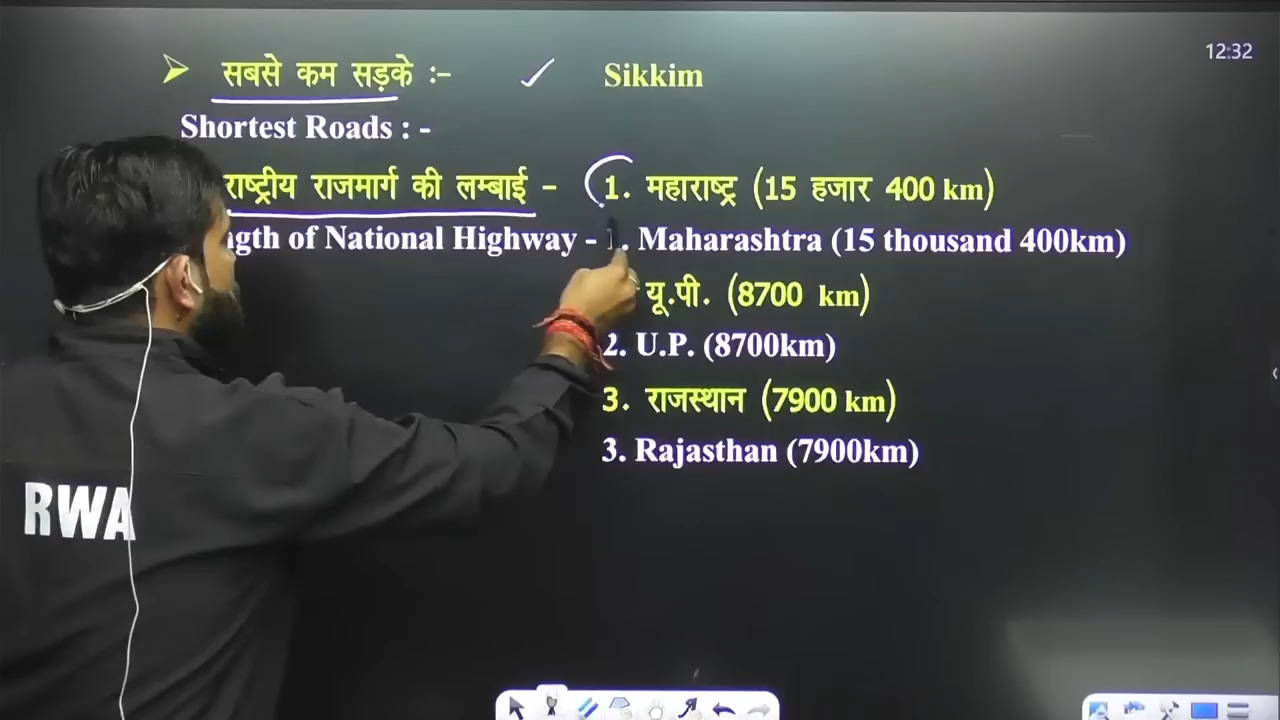 12:32
सबसे कम सड़के :- Sikkim
Shortest Roads : -
राष्ट्रीय राजमार्ग की लम्बाई - 1. महाराष्ट्र (15 हजार 400 km)
of National Highway - 1. Maharashtra (15 thousand 400km)
यू.पी. (8700 km)
2. U.P. (8700km)
3. राजस्थान (7900 km)
3. Rajasthan (7900km)
RWA